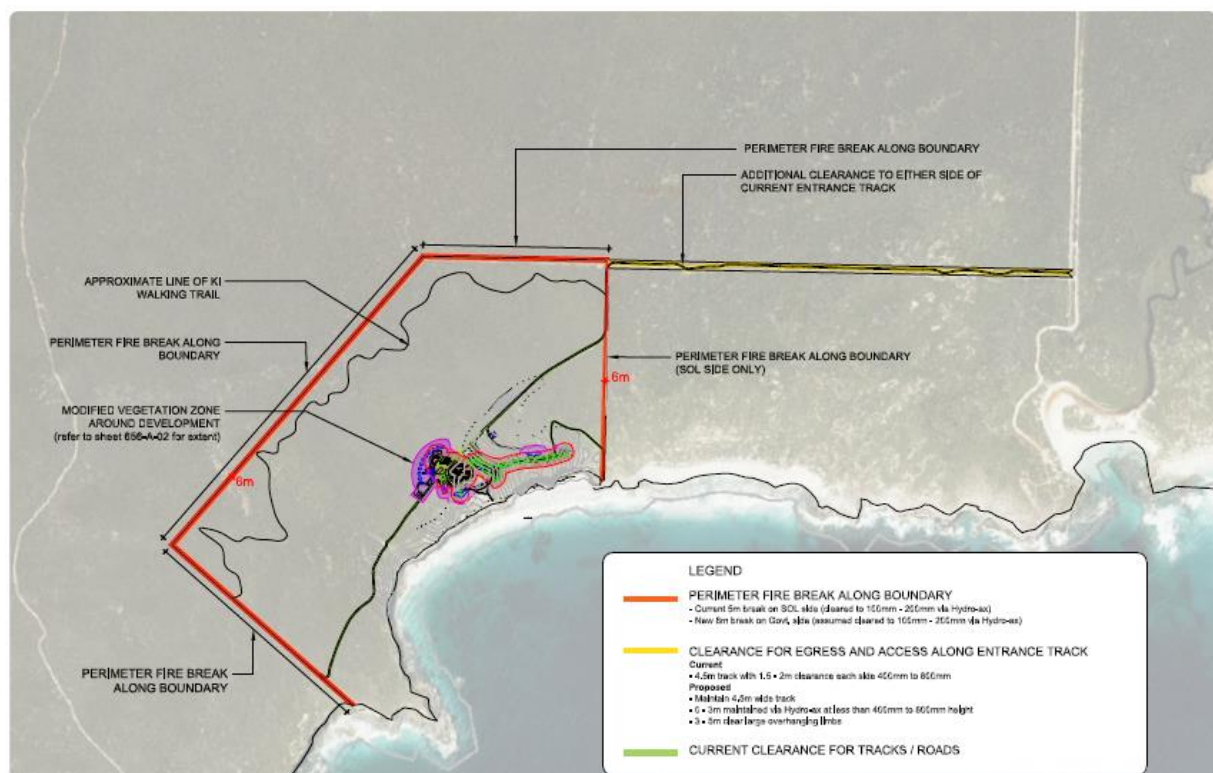 PERIMETER FIRE BREAK ALONG BOUNDARY
ADDITIONAL CLEARANCE TO EITHER SIDE OF
CURRENT ENTRANCE TRACK
APPROXIMATE LINE OF KI
WALKING TRAIL
PERIMETER FIRE BREAK ALONG
BOUNDARY
PERIMETER FIRE BREAK ALONG BOUNDARY
(SOL SIDE ONLY)
6m
MODIFIED VEGETATION ZONE
AROUND DEVELOPMENT
(refer to sheet 656-A-02 for extent)
6m
PERIMETER FIRE BREAK
ALONG BOUNDARY
LEGEND
PERIMETER FIRE BREAK ALONG BOUNDARY
- Current 5m break on SOL side (cleared to 100mm - 200mm via Hydro-ax)
- New 6m break on Govt. side (assumed cleared to 100mm - 200mm via Hydro-ax)
CLEARANCE FOR EGRESS AND ACCESS ALONG ENTRANCE TRACK
Current
• 4.5m track with 1.5 - 2m clearance each side 400mm to 600mm
Proposed
• Maintain 4.5m wide track
• 0 - 3m maintained via Hydro-ax at less than 400mm to 600mm height
• 3 - 5m clear large overhanging limbs
CURRENT CLEARANCE FOR TRACKS / ROADS